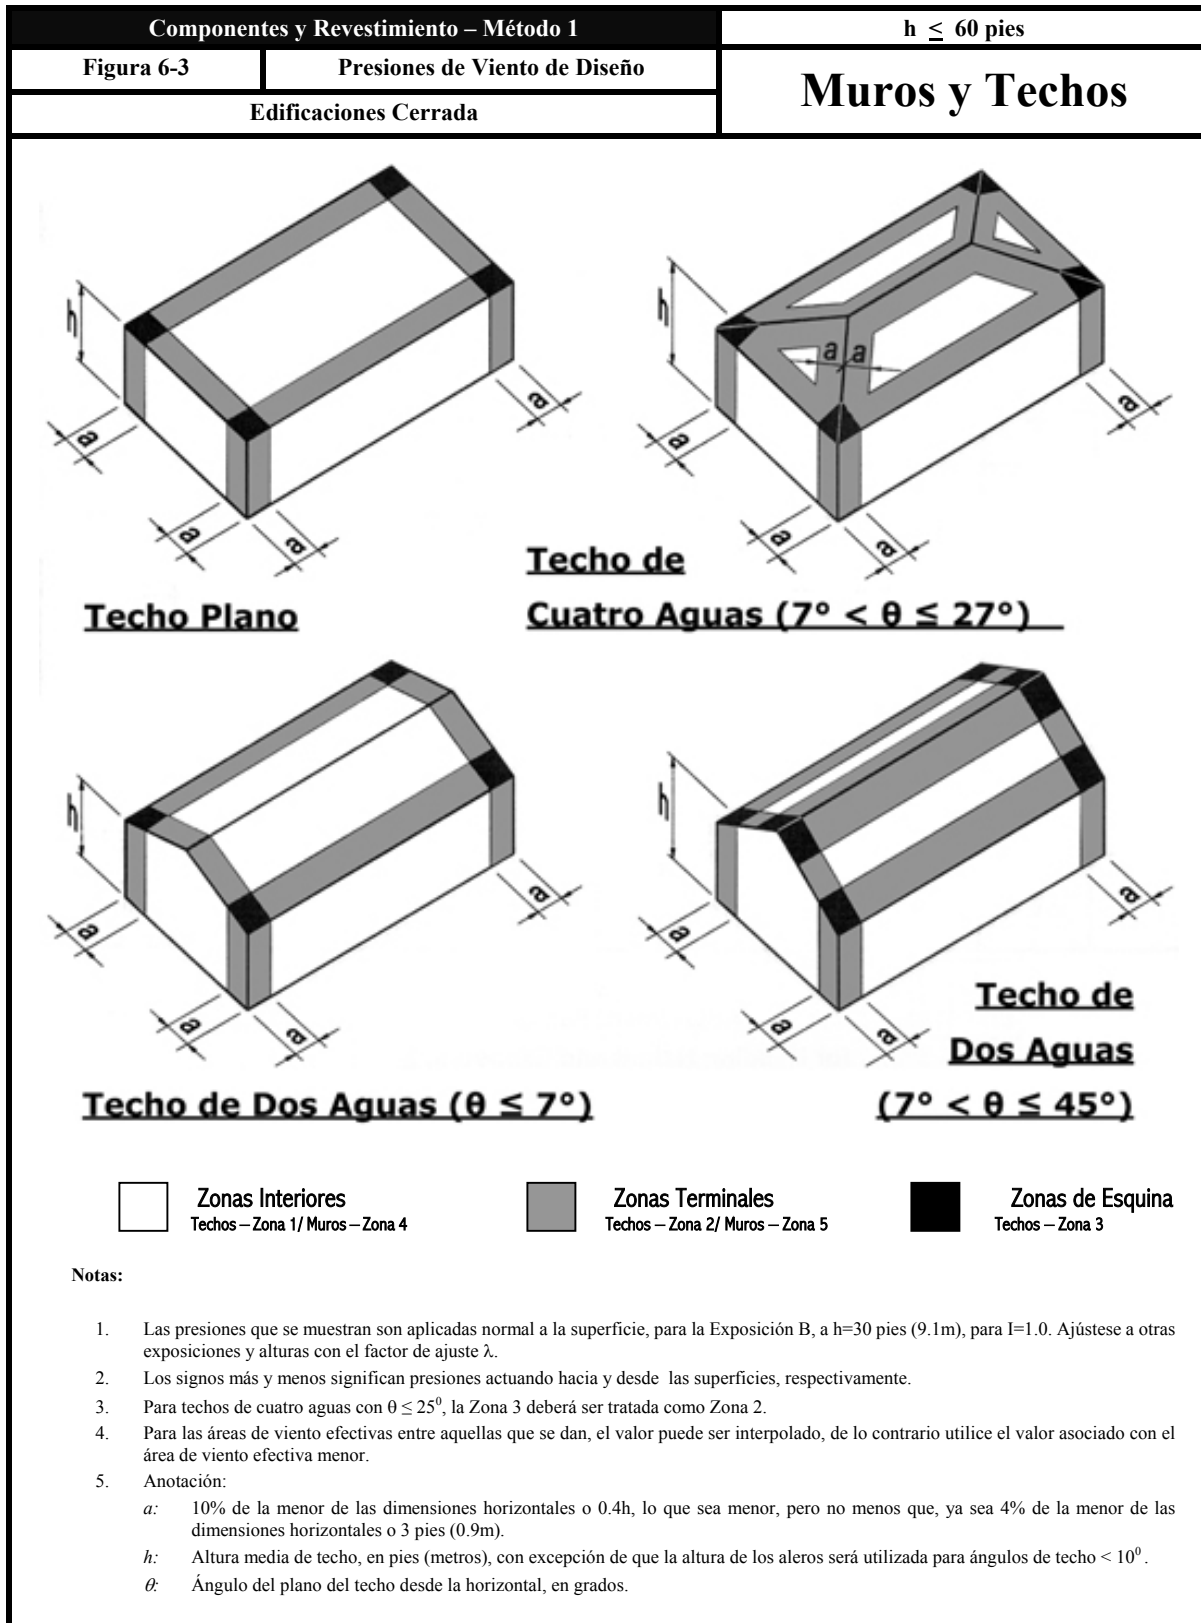 Componentes y Revestimiento – Método 1
h ≤ 60 pies
Figura 6-3
Presiones de Viento de Diseño
Muros y Techos
Edificaciones Cerrada
h
a
a
a
Techo Plano
h
a a
a
a
a
Techo de
Cuatro Aguas (7° < θ ≤ 27°)
h
a
a
a
Techo de Dos Aguas (θ ≤ 7°)
h
a
a
a
Techo de
Dos Aguas
(7° < θ ≤ 45°)
Zonas Interiores
Techos – Zona 1/ Muros – Zona 4
Zonas Terminales
Techos – Zona 2/ Muros – Zona 5
Zonas de Esquina
Techos – Zona 3
Notas:
1. Las presiones que se muestran son aplicadas normal a la superficie, para la Exposición B, a h=30 pies (9.1m), para I=1.0. Ajústese a otras
exposiciones y alturas con el factor de ajuste λ.
2. Los signos más y menos significan presiones actuando hacia y desde las superficies, respectivamente.
3. Para techos de cuatro aguas con θ ≤ 25⁰, la Zona 3 deberá ser tratada como Zona 2.
4. Para las áreas de viento efectivas entre aquellas que se dan, el valor puede ser interpolado, de lo contrario utilice el valor asociado con el
área de viento efectiva menor.
5. Anotación:
a: 10% de la menor de las dimensiones horizontales o 0.4h, lo que sea menor, pero no menos que, ya sea 4% de la menor de las
dimensiones horizontales o 3 pies (0.9m).
h: Altura media de techo, en pies (metros), con excepción de que la altura de los aleros será utilizada para ángulos de techo < 10⁰ .
θ: Ángulo del plano del techo desde la horizontal, en grados.